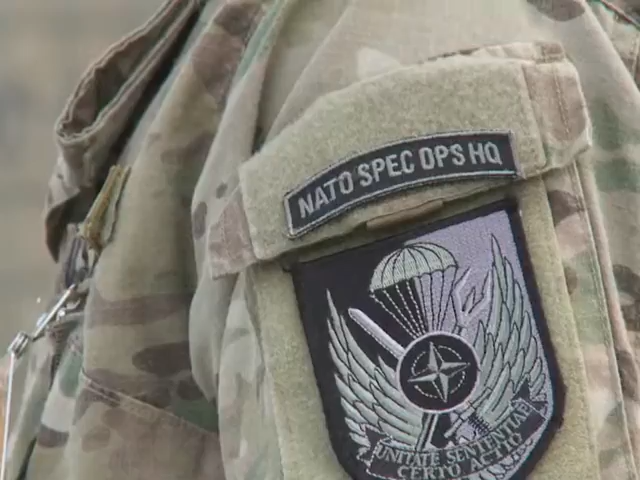 NATO SPEC OPS HQ
UNITATE SENTENTIAE
CERTO ACTIO